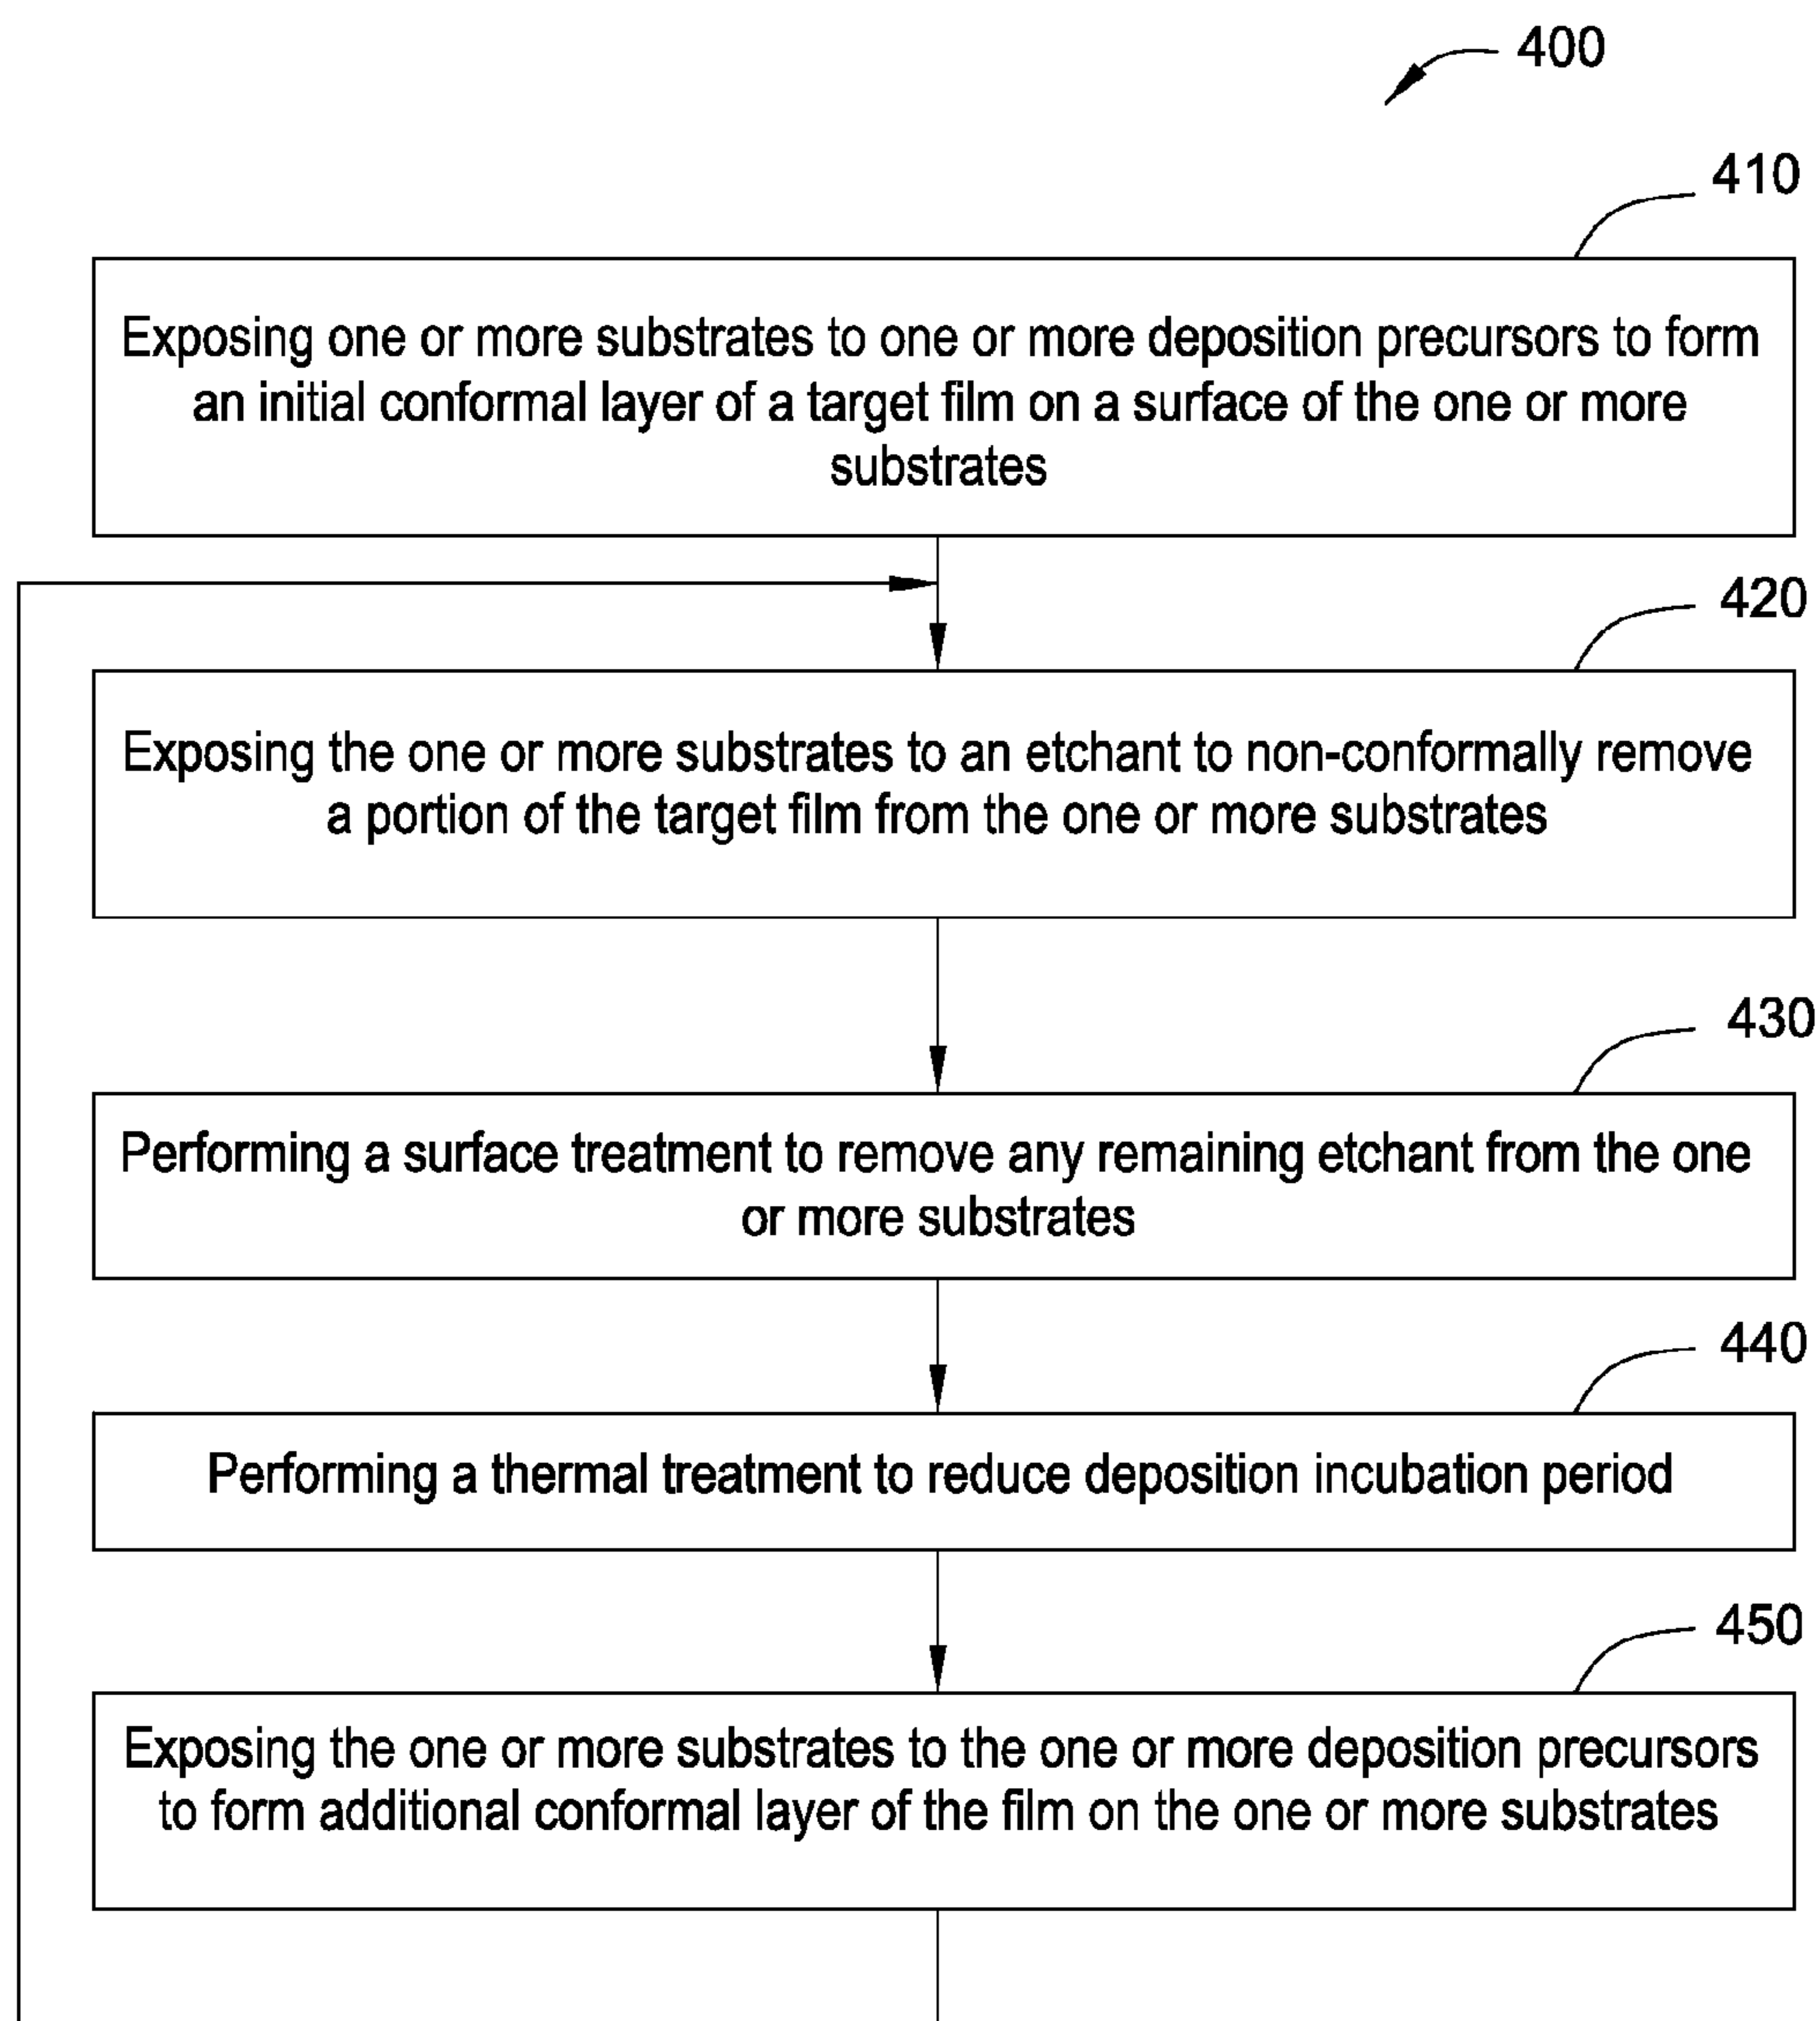 400
410
Exposing one or more substrates to one or more deposition precursors to form
an initial conformal layer of a target film on a surface of the one or more
substrates
420
Exposing the one or more substrates to an etchant to non-conformally remove
a portion of the target film from the one or more substrates
430
Performing a surface treatment to remove any remaining etchant from the one
or more substrates
440
Performing a thermal treatment to reduce deposition incubation period
450
Exposing the one or more substrates to the one or more deposition precursors
to form additional conformal layer of the film on the one or more substrates